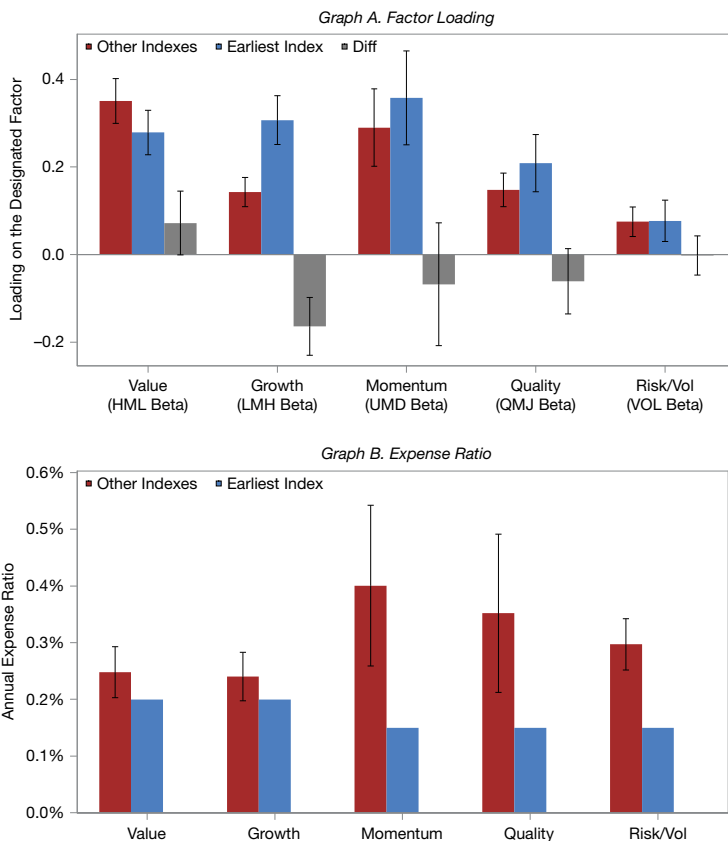 Graph A. Factor Loading
Other Indexes Earliest Index Diff
Loading on the Designated Factor
0.4
0.2
0.0
–0.2
Value Growth Momentum Quality Risk/Vol
(HML Beta) (LMH Beta) (UMD Beta) (QMJ Beta) (VOL Beta)
Graph B. Expense Ratio
Other Indexes Earliest Index
Annual Expense Ratio
0.6%
0.5%
0.4%
0.3%
0.2%
0.1%
0.0%
Value Growth Momentum Quality Risk/Vol